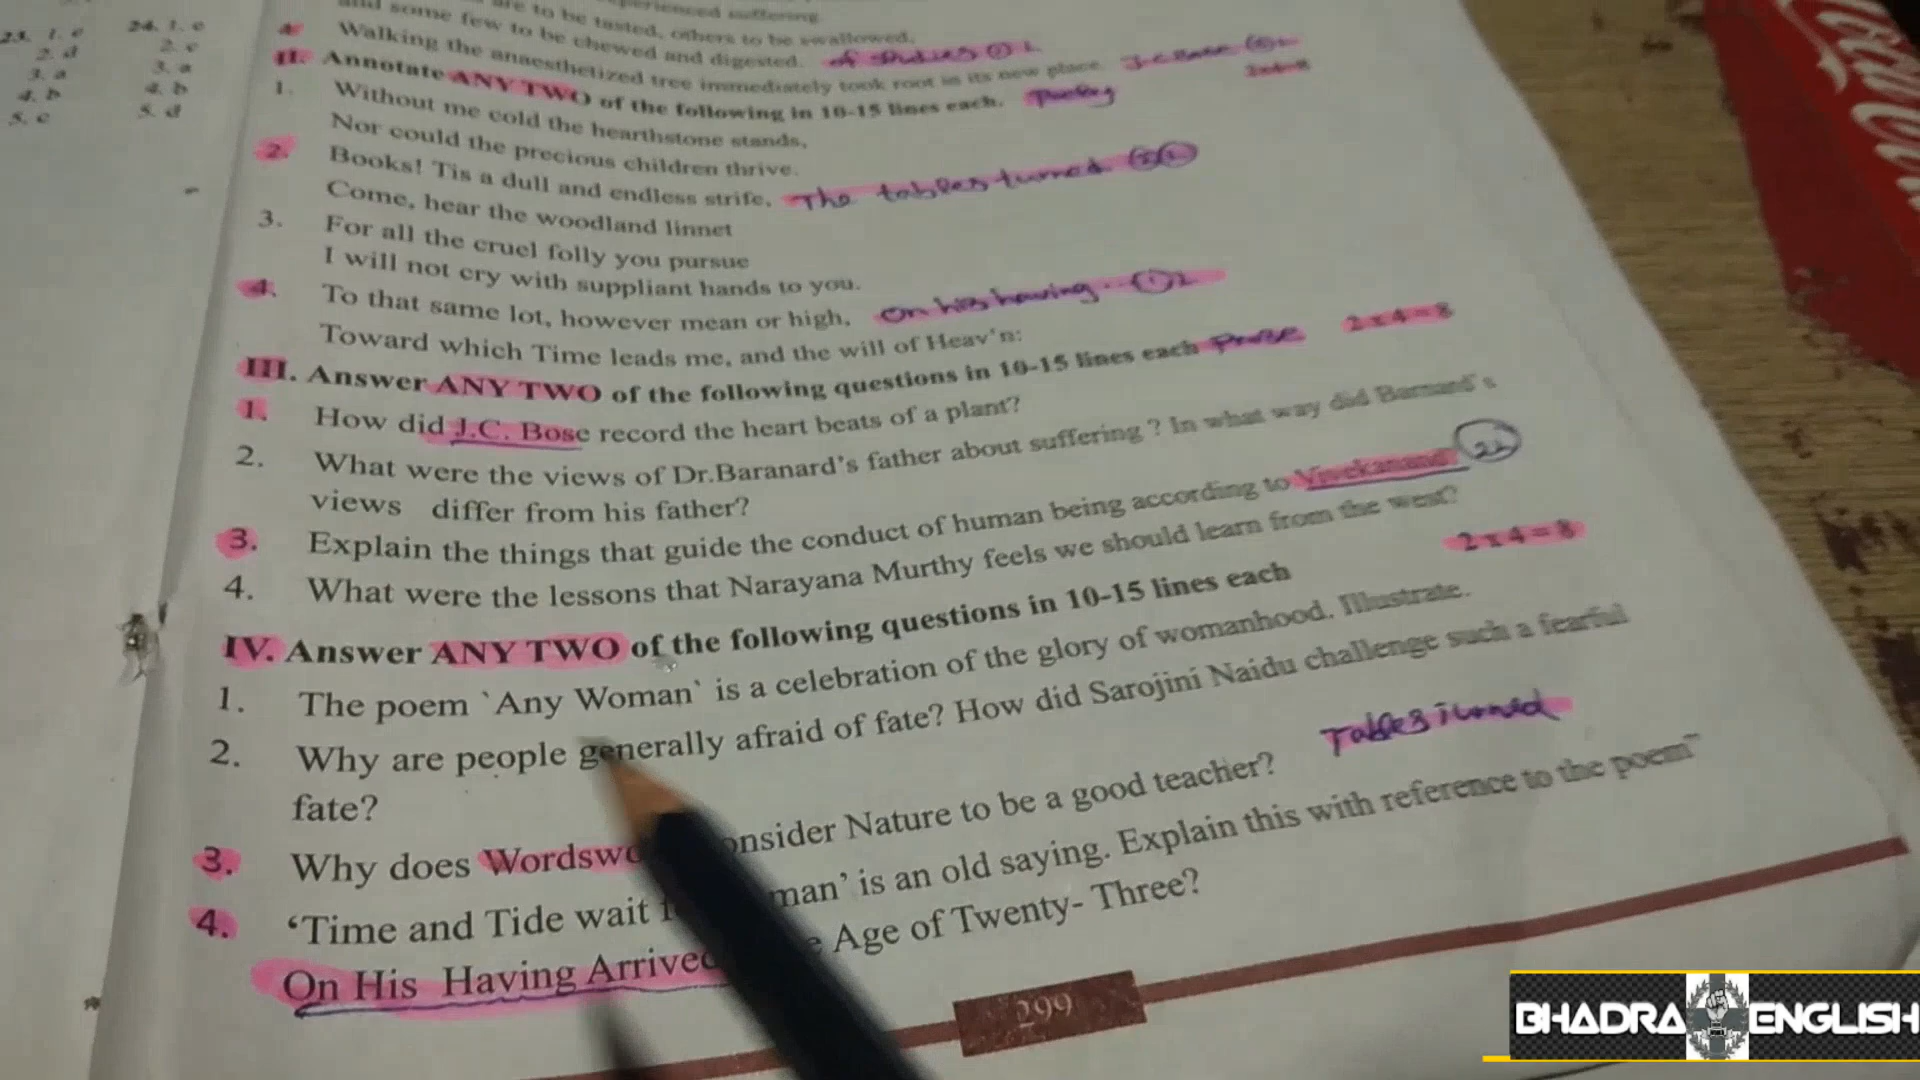 23. 1. e
2. d
3. a
4. b
5. c
24. 1. e
2. c
3. a
4. b
5. d
experienced suffering
are to be tasted, others to be swallowed,
and some few to be chewed and digested. of studies ① L
4. Walking the anaesthetized tree immediately took root in its new place. J.C. Bose
II. Annotate ANY TWO of the following in 10-15 lines each. Poetry 2x4=8
1. Without me cold the hearthstone stands,
Nor could the precious children thrive.
2. Books! Tis a dull and endless strife, The tables turned
Come, hear the woodland linnet
3. For all the cruel folly you pursue
I will not cry with suppliant hands to you.
4. To that same lot, however mean or high, On his having...
Toward which Time leads me, and the will of Heav'n:
III. Answer ANY TWO of the following questions in 10-15 lines each Prose 2 x 4 = 8
1. How did J.C. Bose record the heart beats of a plant?
2. What were the views of Dr.Baranard's father about suffering ? In what way did Barnard's
views differ from his father?
3. Explain the things that guide the conduct of human being according to Vivekanand
4. What were the lessons that Narayana Murthy feels we should learn from the west?
IV. Answer ANY TWO of the following questions in 10-15 lines each 2 x 4 = 8
1. The poem `Any Woman` is a celebration of the glory of womanhood. Illustrate.
2. Why are people generally afraid of fate? How did Sarojini Naidu challenge such a fearful
fate?
3. Why does Wordswo onsider Nature to be a good teacher? Tables turned
4. ‘Time and Tide wait man’ is an old saying. Explain this with reference to the poem”
On His Having Arrived e Age of Twenty- Three?
299
Coca-Cola
BHADRA ENGLISH